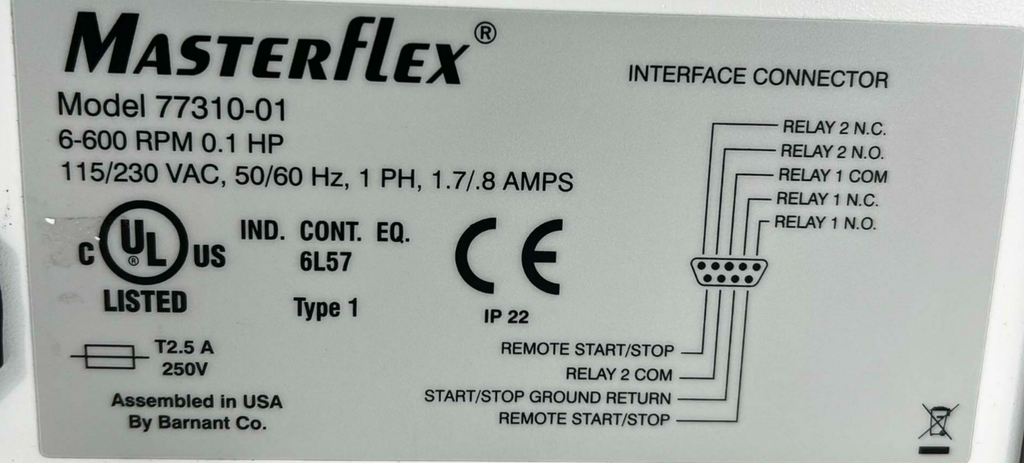 MASTERFLEX®
Model 77310-01
6-600 RPM 0.1 HP
115/230 VAC, 50/60 Hz, 1 PH, 1.7/.8 AMPS
C UL® US
LISTED
IND. CONT. EQ.
6L57
Type 1
CE
IP 22
T2.5 A
250V
Assembled in USA
By Barnant Co.
INTERFACE CONNECTOR
RELAY 2 N.C.
RELAY 2 N.O.
RELAY 1 COM
RELAY 1 N.C.
RELAY 1 N.O.
REMOTE START/STOP
RELAY 2 COM
START/STOP GROUND RETURN
REMOTE START/STOP